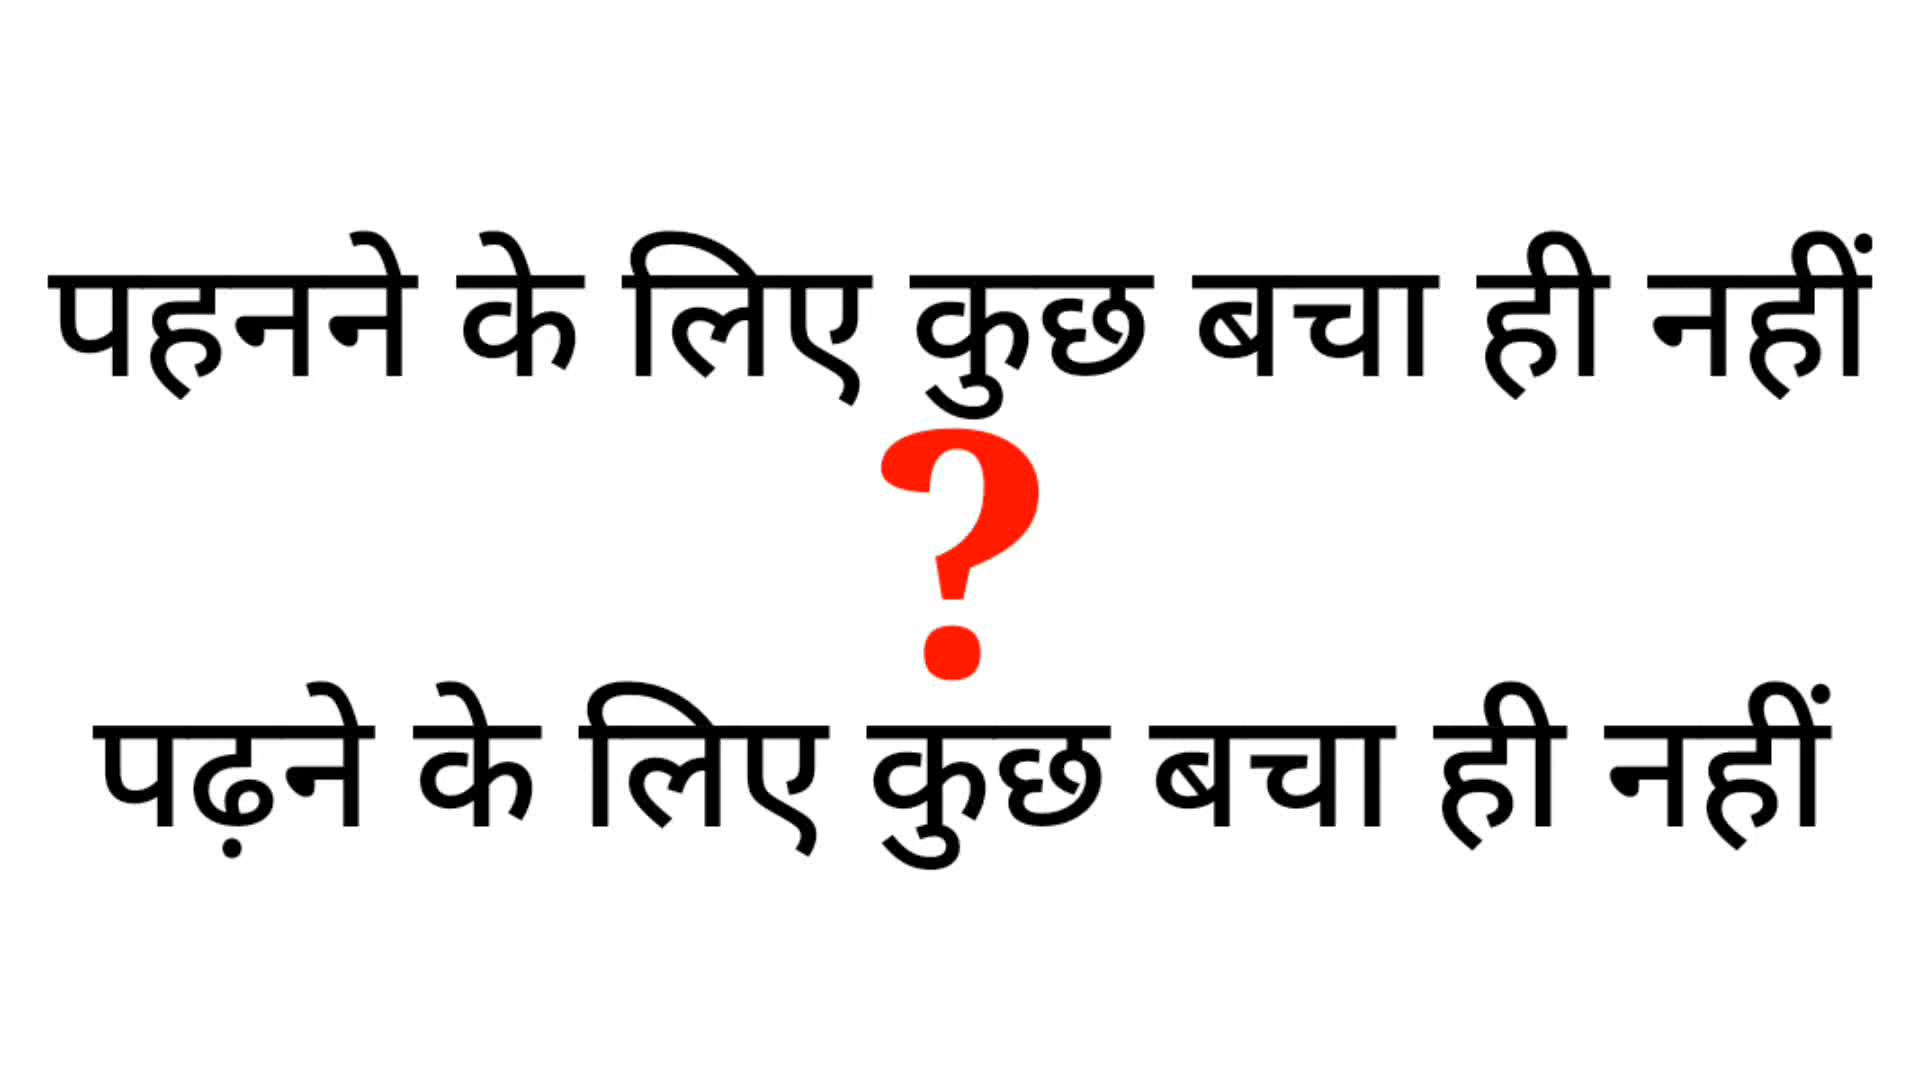 पहनने के लिए कुछ बचा ही नहीं
?
पढ़ने के लिए कुछ बचा ही नहीं